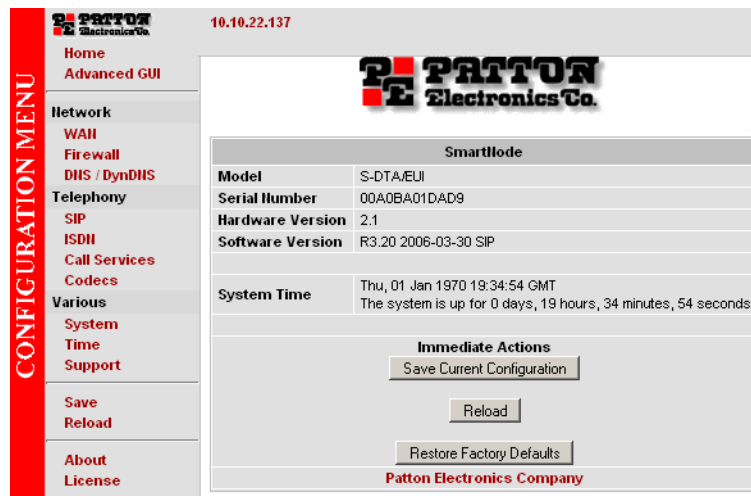 PATTON
Electronics Co.
10.10.22.137
CONFIGURATION MENU
Home
Advanced GUI
Network
WAN
Firewall
DNS / DynDNS
Telephony
SIP
ISDN
Call Services
Codecs
Various
System
Time
Support
Save
Reload
About
License
PATTON
Electronics Co.
SmartNode
Model S-DTA/EUI
Serial Number 00A0BA01DAD9
Hardware Version 2.1
Software Version R3.20 2006-03-30 SIP
System Time Thu, 01 Jan 1970 19:34:54 GMT
The system is up for 0 days, 19 hours, 34 minutes, 54 seconds
Immediate Actions
Save Current Configuration
Reload
Restore Factory Defaults
Patton Electronics Company